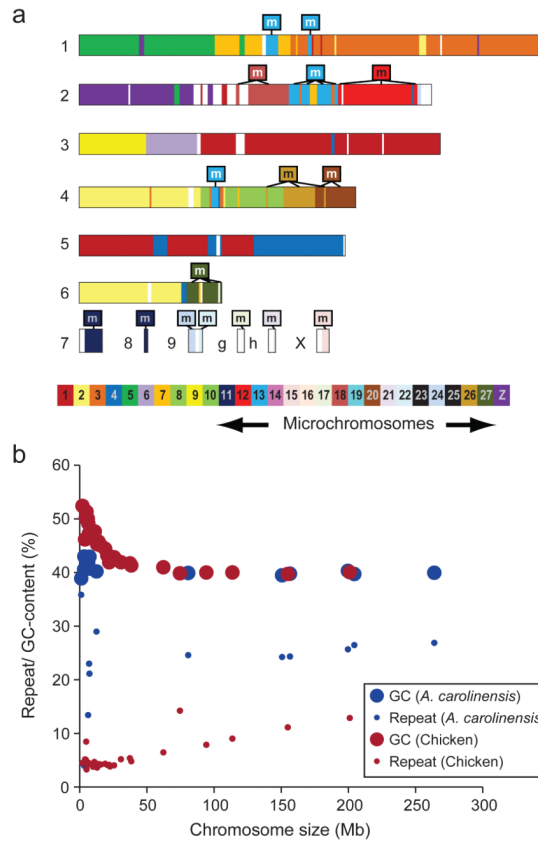 a
m m
1
m m m
2
3
m m m
4
5
m
6
m m m m m m m
7 8 9 g h X
1 2 3 4 5 6 7 8 9 10 11 12 13 14 15 16 17 18 19 20 21 22 23 24 25 26 27 Z
Microchromosomes
b
60
50
40
30
20
10
0
Repeat/ GC-content (%)
GC (A. carolinensis)
Repeat (A. carolinensis
GC (Chicken)
Repeat (Chicken)
0 50 100 150 200 250 300
Chromosome size (Mb)